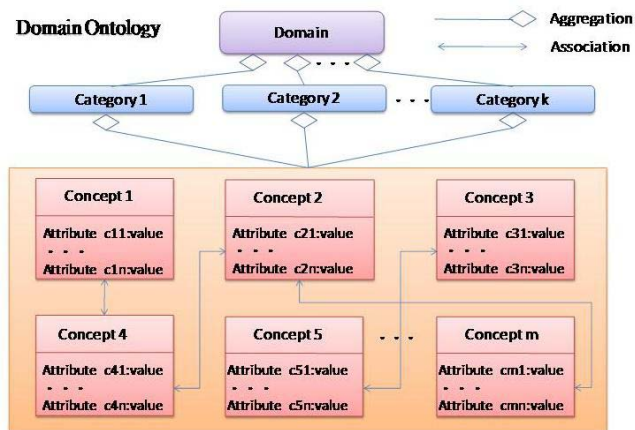 Domain Ontology
Domain
Aggregation
Association
. . .
Category 1
Category 2
. . .
Category k
Concept 1
Attribute c11:value
. . .
Attribute c1n:value
Concept 2
Attribute c21:value
. . .
Attribute c2n:value
Concept 3
Attribute c31:value
. . .
Attribute c3n:value
Concept 4
Attribute c41:value
. . .
Attribute c4n:value
Concept 5
Attribute c51:value
. . .
Attribute c5n:value
. . .
Concept m
Attribute cm1:value
. . .
Attribute cmn:value